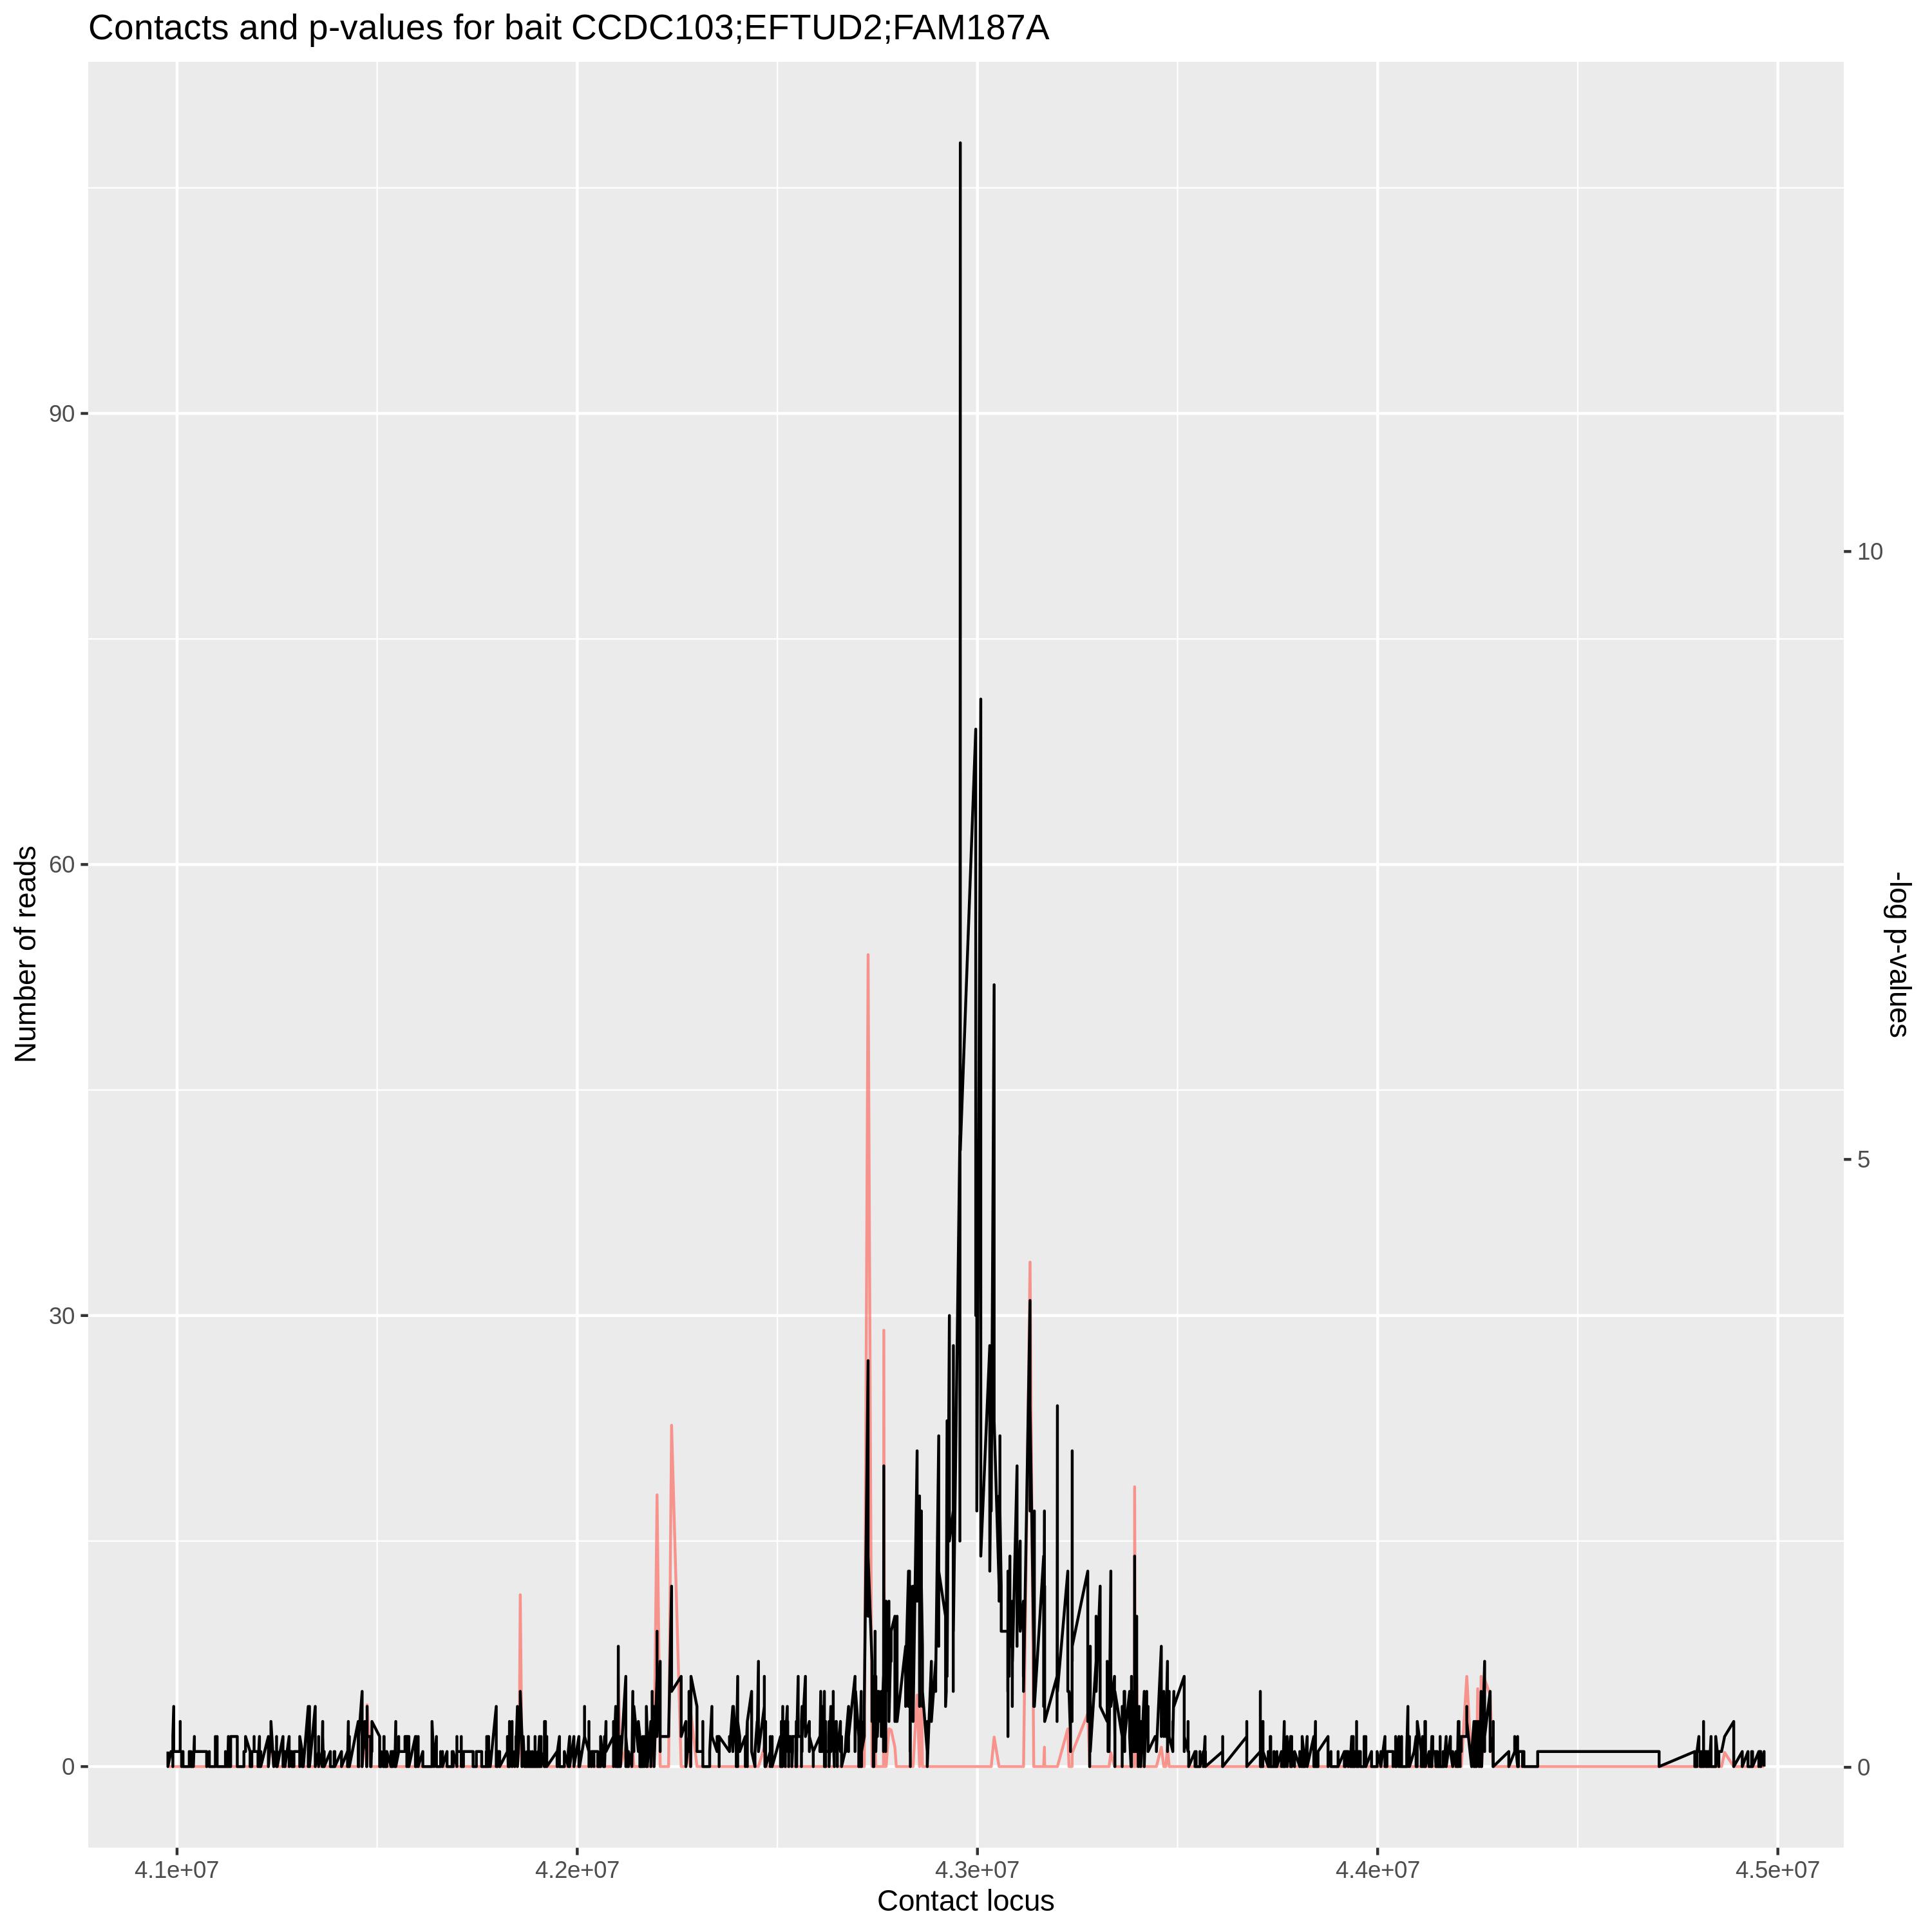 Contacts and p-values for bait CCDC103;EFTUD2;FAM187A
90
60
30
0
Number of reads
10
5
0
-log p-values
4.1e+07 4.2e+07 4.3e+07 4.4e+07 4.5e+07
Contact locus